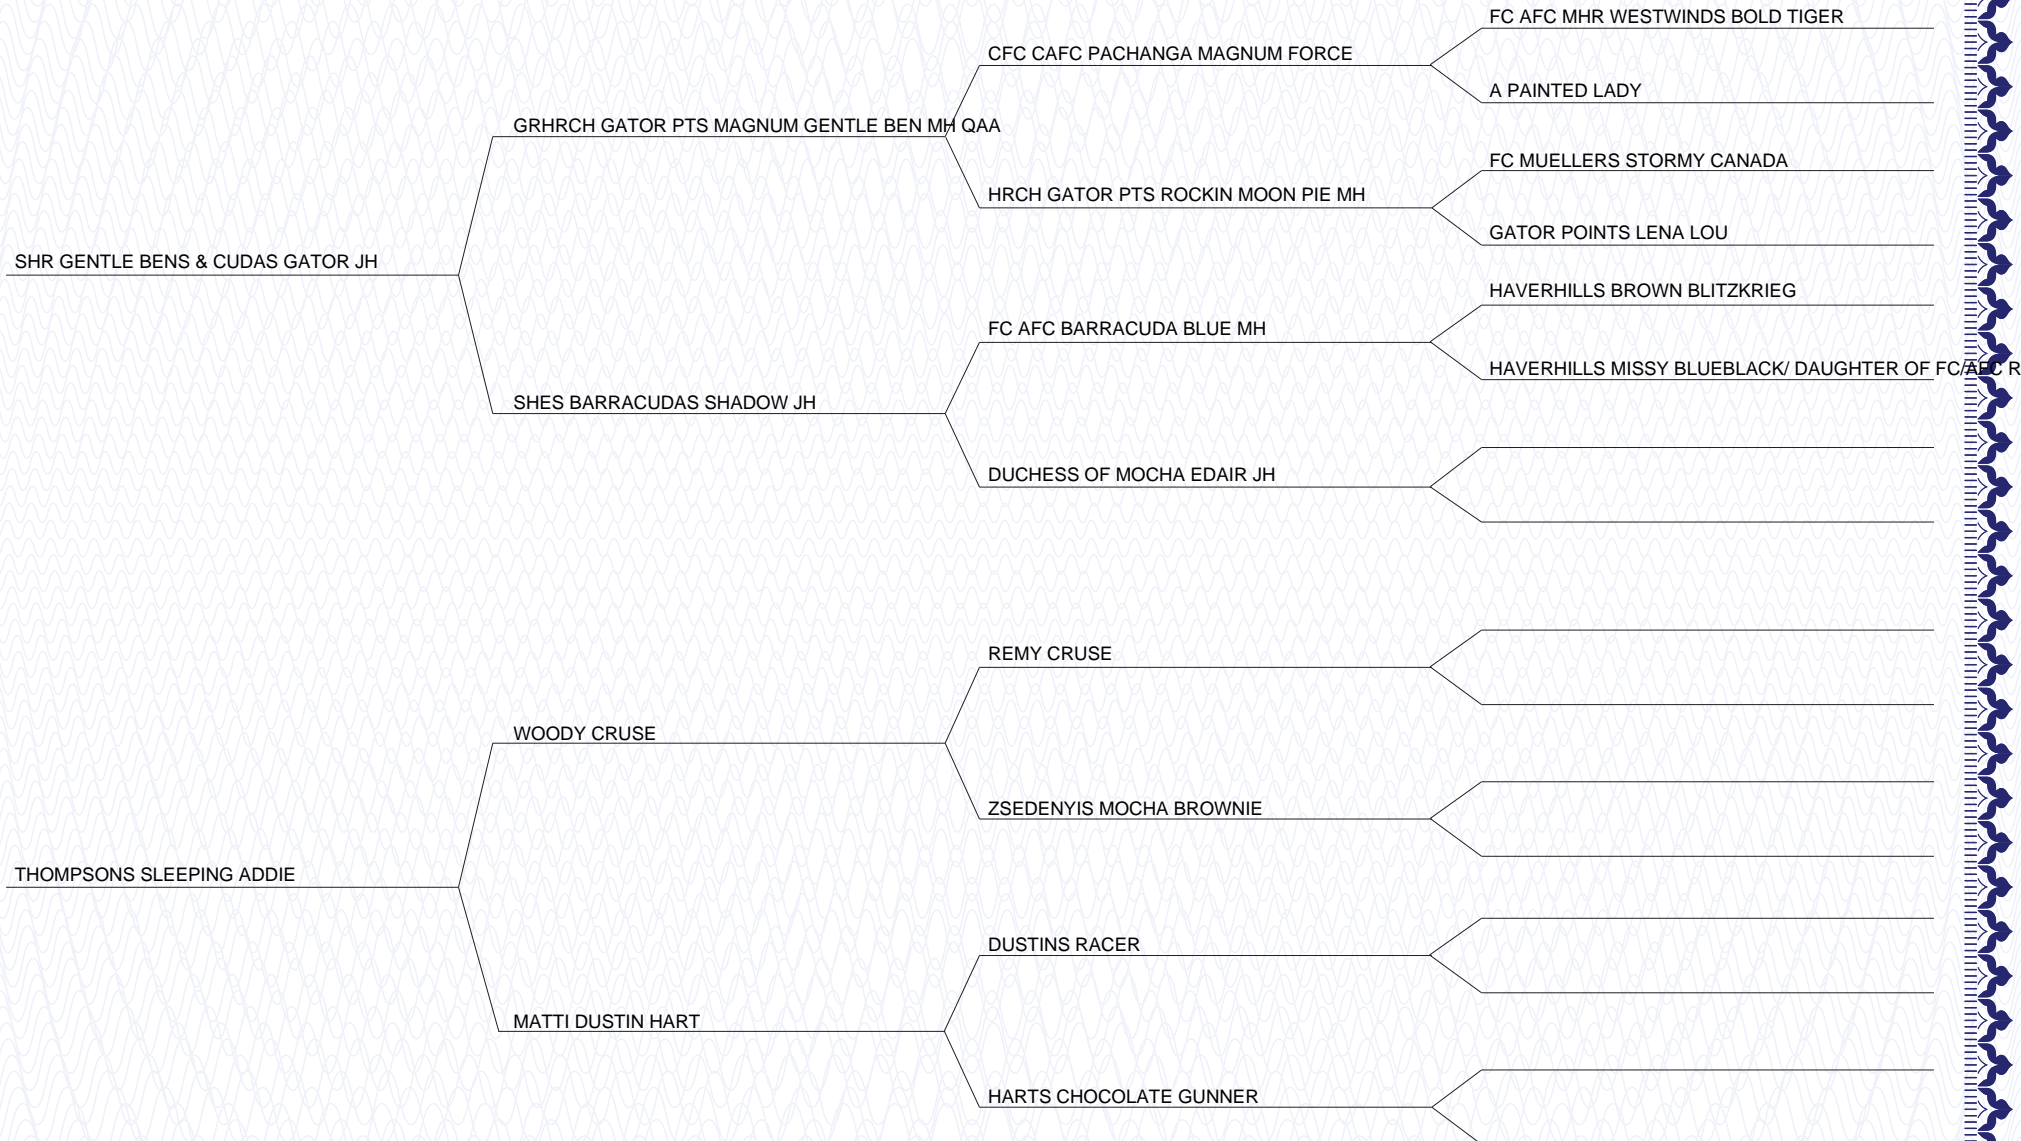 FC AFC MHR WESTWINDS BOLD TIGER
CFC CAFC PACHANGA MAGNUM FORCE
A PAINTED LADY
GRHRCH GATOR PTS MAGNUM GENTLE BEN MH QAA
FC MUELLERS STORMY CANADA
HRCH GATOR PTS ROCKIN MOON PIE MH
GATOR POINTS LENA LOU
SHR GENTLE BENS & CUDAS GATOR JH
HAVERHILLS BROWN BLITZKRIEG
FC AFC BARRACUDA BLUE MH
HAVERHILLS MISSY BLUEBLACK/ DAUGHTER OF FC/AFC R
SHES BARRACUDAS SHADOW JH
DUCHESS OF MOCHA EDAIR JH
REMY CRUSE
WOODY CRUSE
ZSEDENYIS MOCHA BROWNIE
THOMPSONS SLEEPING ADDIE
DUSTINS RACER
MATTI DUSTIN HART
HARTS CHOCOLATE GUNNER